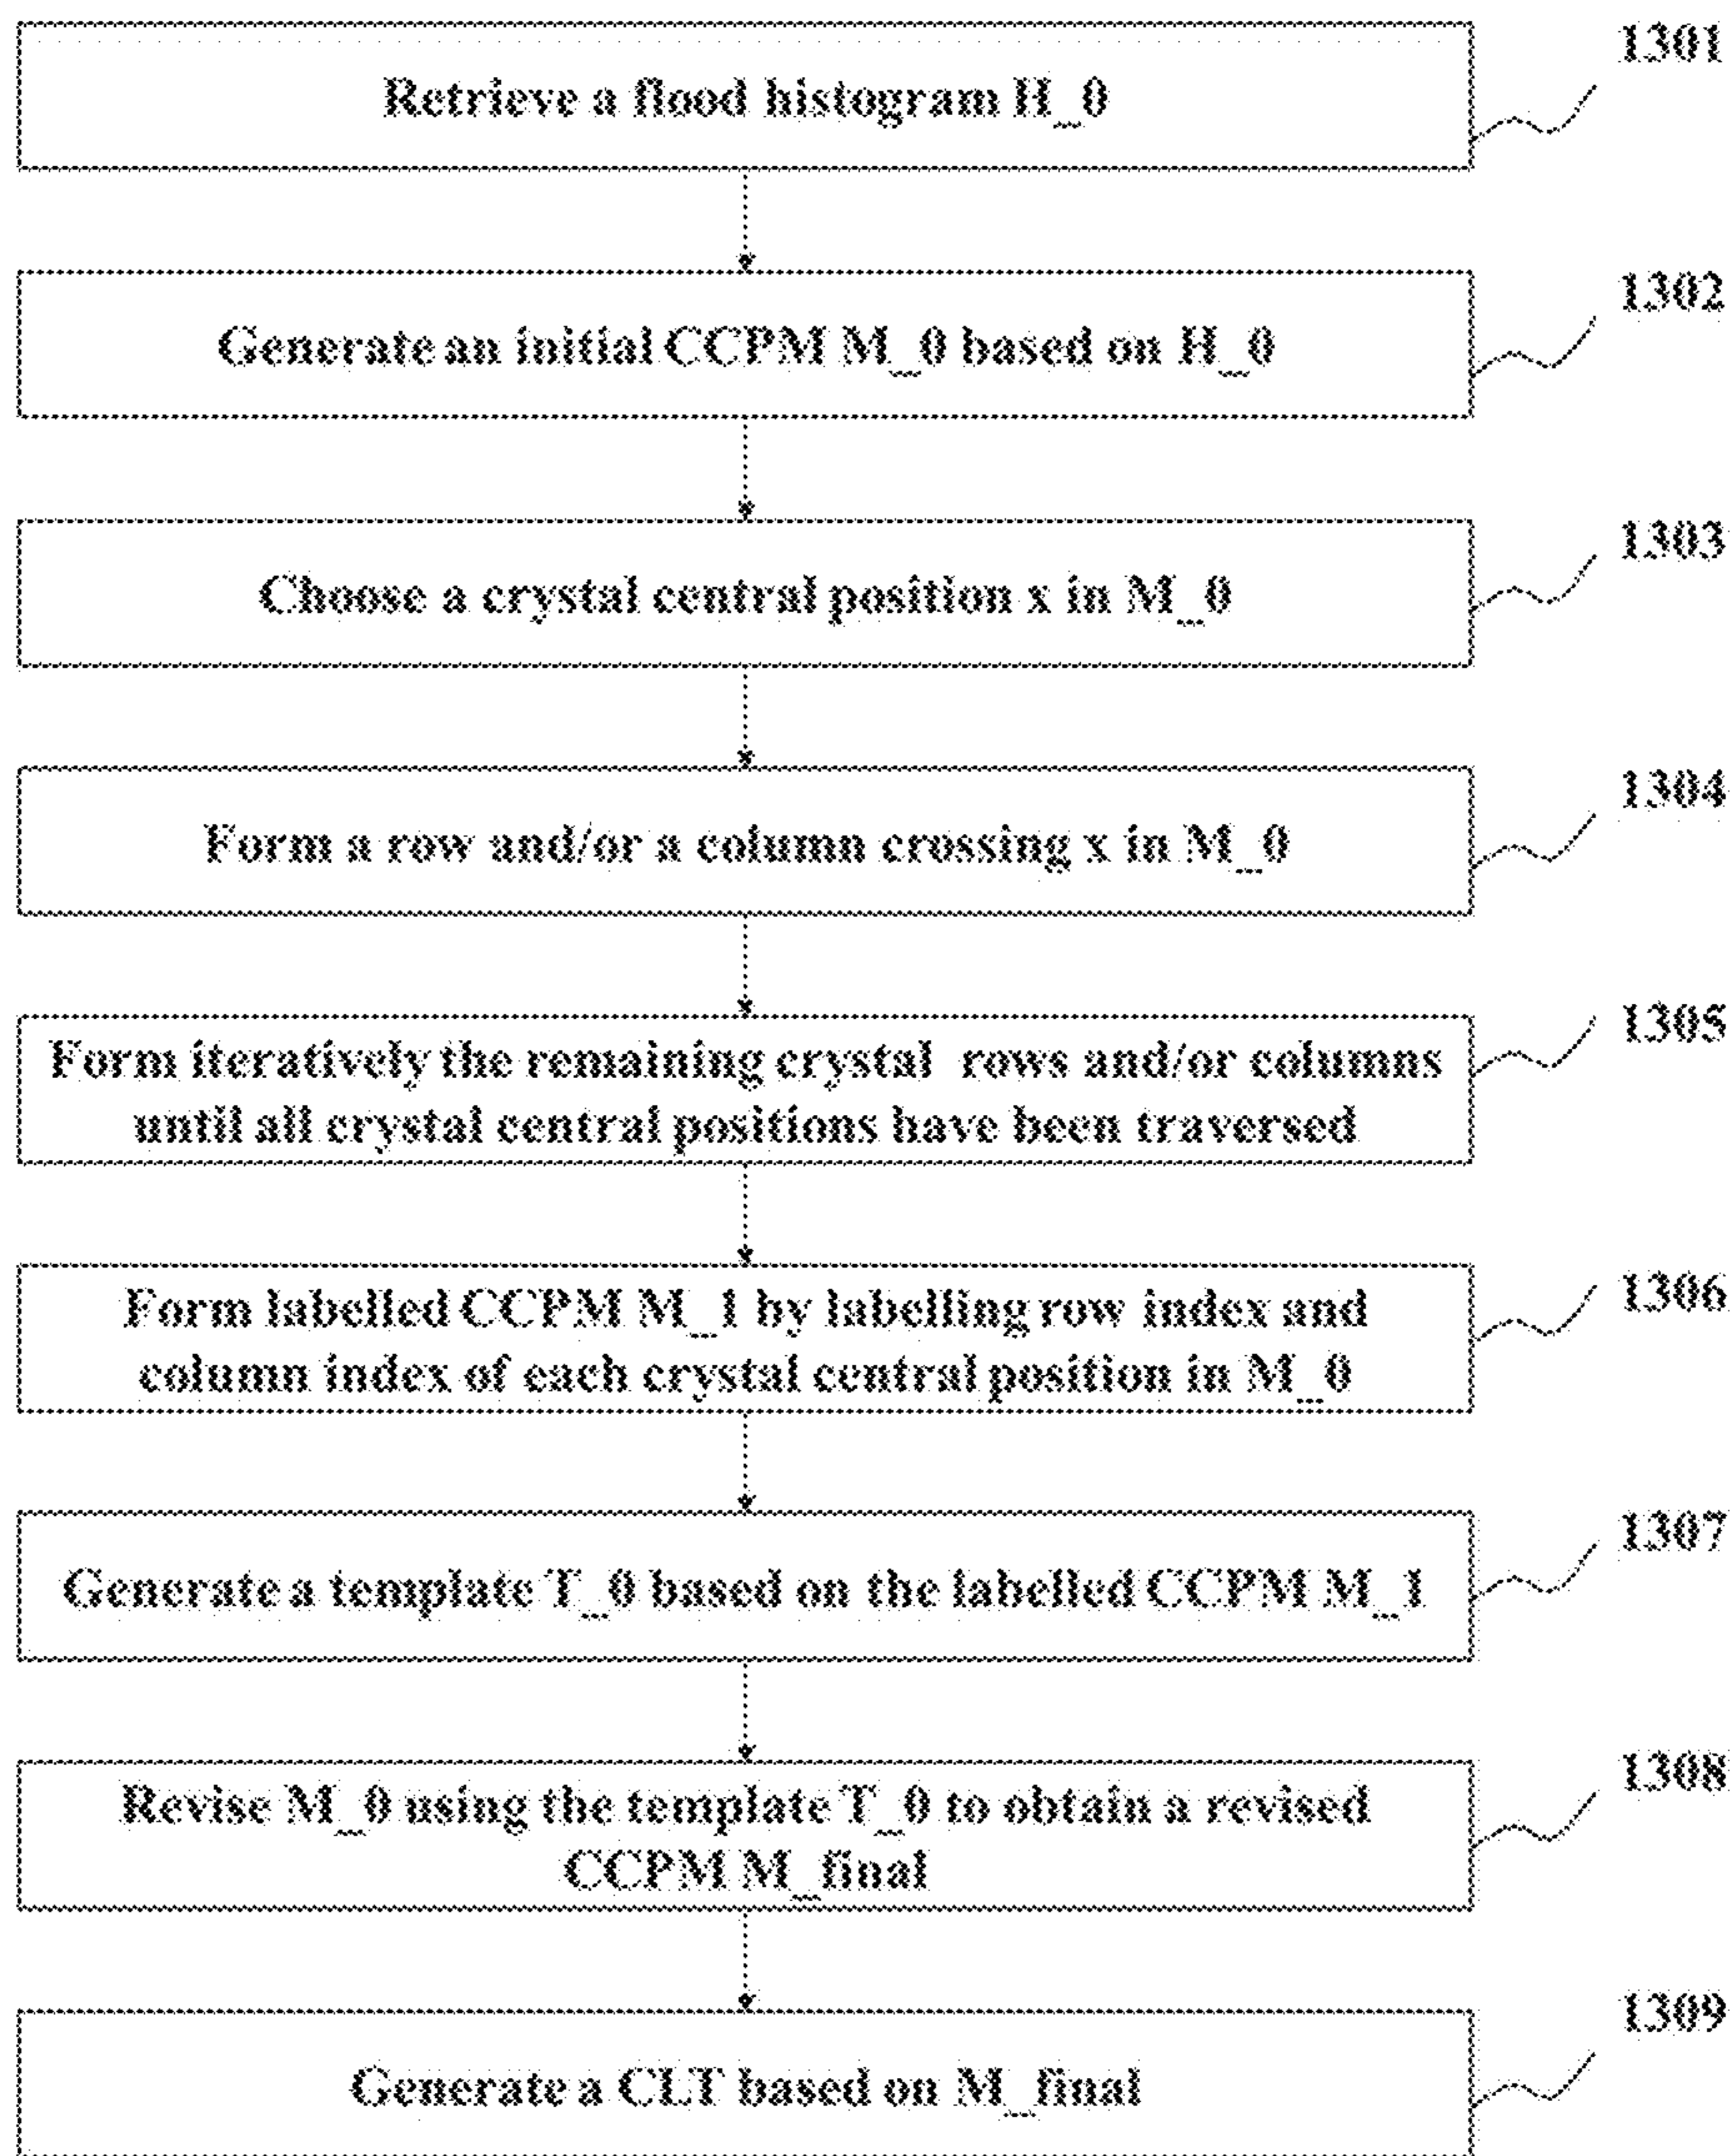 1301
Retrieve a flood histogram H_0
1302
Generate an initial CCPM M_0 based on H_0
1303
Choose a crystal central position x in M_0
1304
Form a row and/or a column crossing x in M_0
1305
Form iteratively the remaining crystal rows and/or columns
until all crystal central positions have been traversed
1306
Form labelled CCPM M_1 by labelling row index and
column index of each crystal central position in M_0
1307
Generate a template T_0 based on the labelled CCPM M_1
1308
Revise M_0 using the template T_0 to obtain a revised
CCPM M_final
1309
Generate a CLT based on M_final